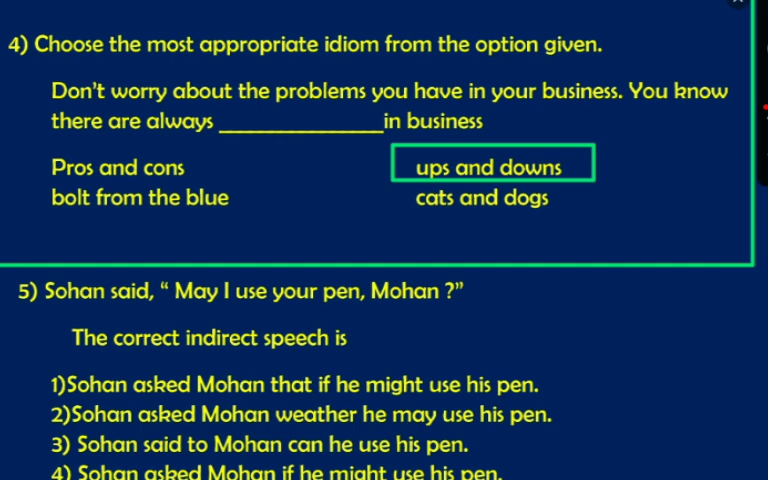 4) Choose the most appropriate idiom from the option given.
Don't worry about the problems you have in your business. You know
there are always ________________in business
Pros and cons ups and downs
bolt from the blue cats and dogs
5) Sohan said, “ May I use your pen, Mohan ?”
The correct indirect speech is
1)Sohan asked Mohan that if he might use his pen.
2)Sohan asked Mohan weather he may use his pen.
3) Sohan said to Mohan can he use his pen.
4) Sohan asked Mohan if he might use his pen.